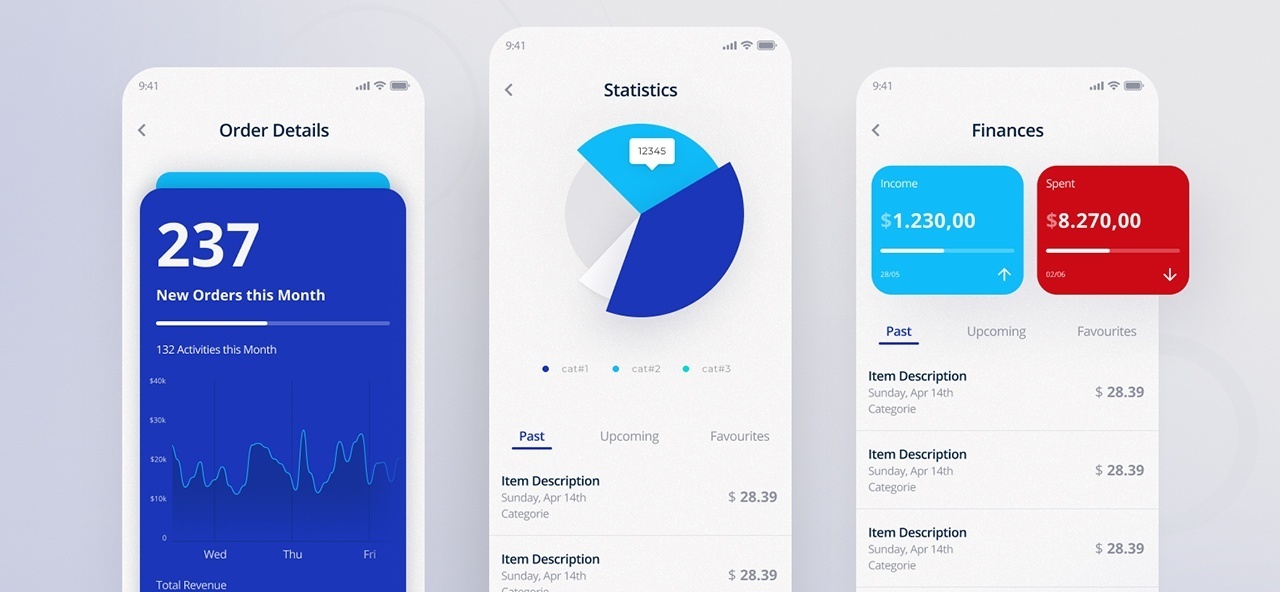 9:41
Order Details
237
New Orders this Month
132 Activities this Month
$40k
$30k
$20k
$10k
0
Wed Thu Fri
Total Revenue
9:41
Statistics
12345
cat#1 cat#2 cat#3
Past Upcoming Favourites
Item Description
Sunday, Apr 14th
$ 28.39
Categorie
Item Description
Sunday, Apr 14th
$ 28.39
Categorie
9:41
Finances
Income
$1.230,00
28/05
Spent
$8.270,00
02/06
Past Upcoming Favourites
Item Description
Sunday, Apr 14th
$ 28.39
Categorie
Item Description
Sunday, Apr 14th
$ 28.39
Categorie
Item Description
Sunday, Apr 14th
$ 28.39
Categorie